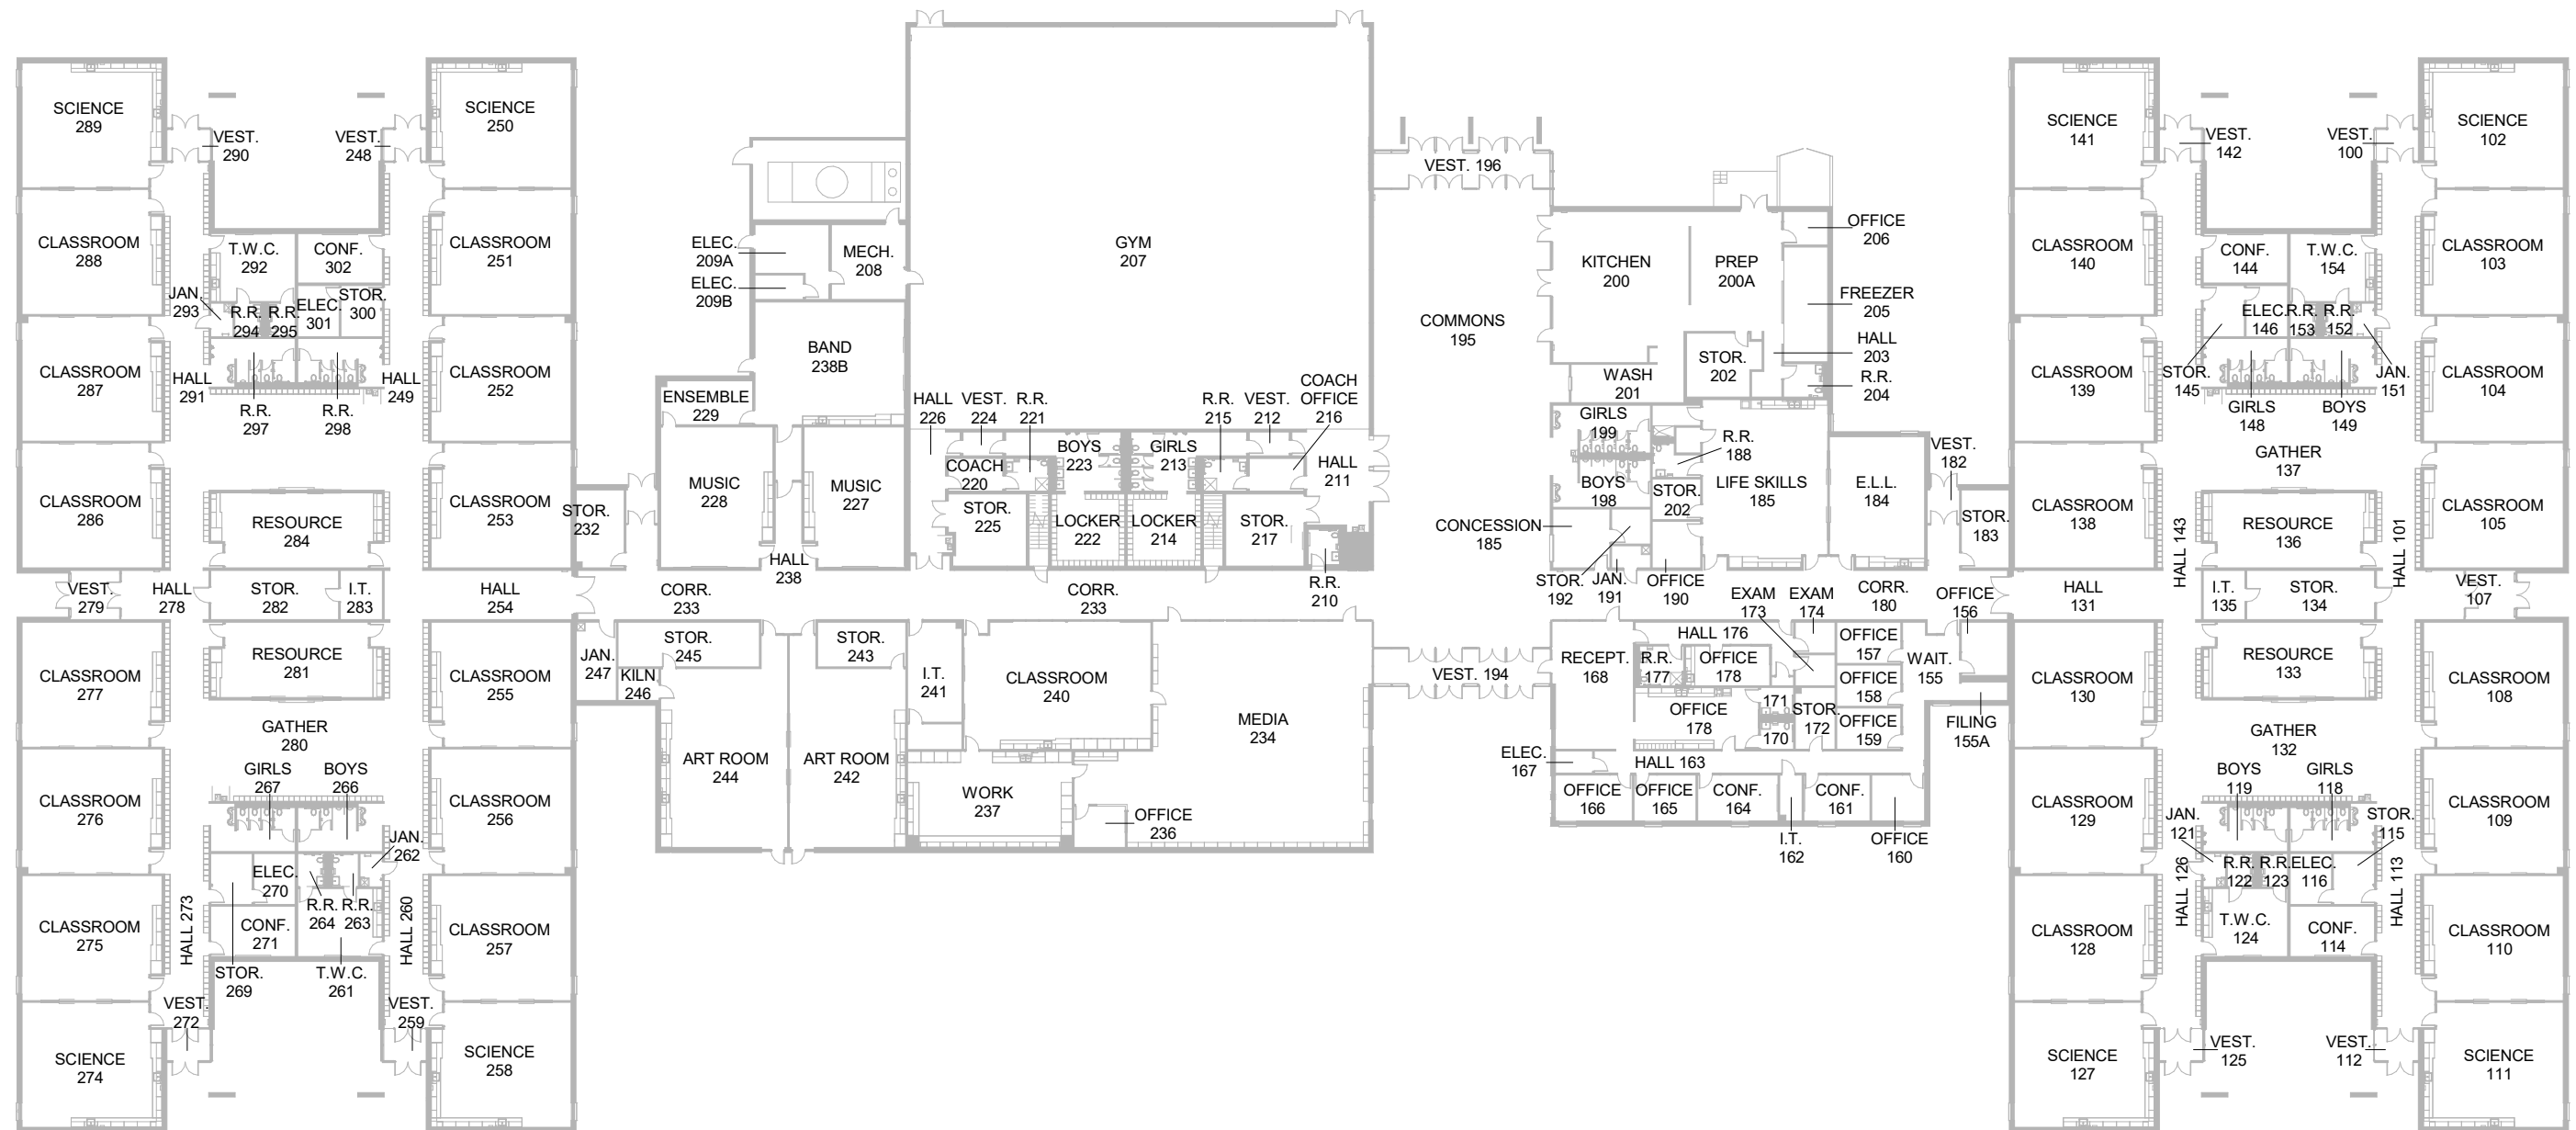 SCIENCE
289
VEST.
290
VEST.
248
SCIENCE
250
CLASSROOM
288
T.W.C.
292
CONF.
302
CLASSROOM
251
JAN.
293
R.R.
294
R.R.
295
ELEC.
301
STOR.
300
CLASSROOM
287
HALL
291
R.R.
297
R.R.
298
HALL
249
CLASSROOM
252
CLASSROOM
286
RESOURCE
284
CLASSROOM
253
VEST.
279
HALL
278
STOR.
282
I.T.
283
HALL
254
CLASSROOM
277
RESOURCE
281
CLASSROOM
255
GATHER
280
GIRLS
267
BOYS
266
CLASSROOM
276
CLASSROOM
256
JAN.
262
ELEC.
270
R.R.
264
R.R.
263
CONF.
271
CLASSROOM
275
HALL 273
HALL 260
CLASSROOM
257
STOR.
269
T.W.C.
261
VEST.
272
VEST.
259
SCIENCE
274
SCIENCE
258
GYM
207
ELEC.
209A
MECH.
208
ELEC.
209B
BAND
238B
ENSEMBLE
229
MUSIC
228
MUSIC
227
STOR.
232
HALL
238
HALL
226
VEST.
224
R.R.
221
R.R.
215
VEST.
212
COACH
OFFICE
216
COACH
220
BOYS
223
GIRLS
213
HALL
211
STOR.
225
LOCKER
222
LOCKER
214
STOR.
217
R.R.
210
CORR.
233
CORR.
233
JAN.
247
STOR.
245
KILN
246
STOR.
243
I.T.
241
CLASSROOM
240
MEDIA
234
ART ROOM
244
ART ROOM
242
WORK
237
OFFICE
236
VEST. 196
COMMONS
195
KITCHEN
200
PREP
200A
OFFICE
206
FREEZER
205
HALL
203
R.R.
204
STOR.
202
WASH
201
GIRLS
199
R.R.
188
BOYS
198
STOR.
202
LIFE SKILLS
185
E.L.L.
184
VEST.
182
STOR.
183
CONCESSION
185
STOR.
192
JAN.
191
OFFICE
190
EXAM
173
EXAM
174
CORR.
180
OFFICE
156
VEST. 194
RECEPT.
168
HALL 176
R.R.
177
OFFICE
178
OFFICE
157
WAIT.
155
OFFICE
158
OFFICE
178
171
170
STOR.
172
OFFICE
159
FILING
155A
ELEC.
167
HALL 163
OFFICE
166
OFFICE
165
CONF.
164
CONF.
161
I.T.
162
OFFICE
160
SCIENCE
141
VEST.
142
VEST.
100
SCIENCE
102
CLASSROOM
140
CONF.
144
T.W.C.
154
CLASSROOM
103
ELEC.
146
R.R.
153
R.R.
152
CLASSROOM
139
STOR.
145
JAN.
151
CLASSROOM
104
GIRLS
148
BOYS
149
GATHER
137
CLASSROOM
138
HALL 143
RESOURCE
136
HALL 101
CLASSROOM
105
HALL
131
I.T.
135
STOR.
134
VEST.
107
CLASSROOM
130
RESOURCE
133
CLASSROOM
108
GATHER
132
BOYS
119
GIRLS
118
CLASSROOM
129
JAN.
121
STOR.
115
CLASSROOM
109
R.R.
122
R.R.
123
ELEC.
116
HALL 126
HALL 113
CLASSROOM
128
T.W.C.
124
CONF.
114
CLASSROOM
110
VEST.
125
VEST.
112
SCIENCE
127
SCIENCE
111